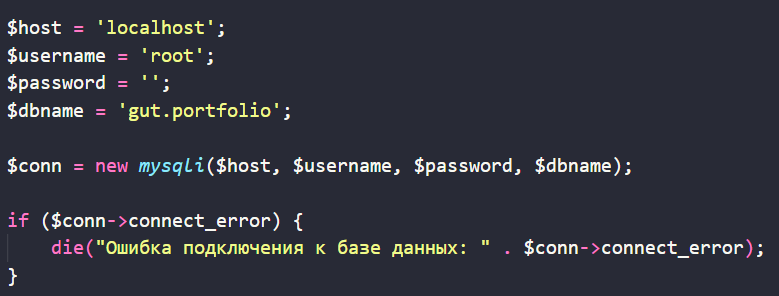 $host = 'localhost';
$username = 'root';
$password = '';
$dbname = 'gut.portfolio';
$conn = new mysqli($host, $username, $password, $dbname);
if ($conn->connect_error) {
die("Ошибка подключения к базе данных: " . $conn->connect_error);
}